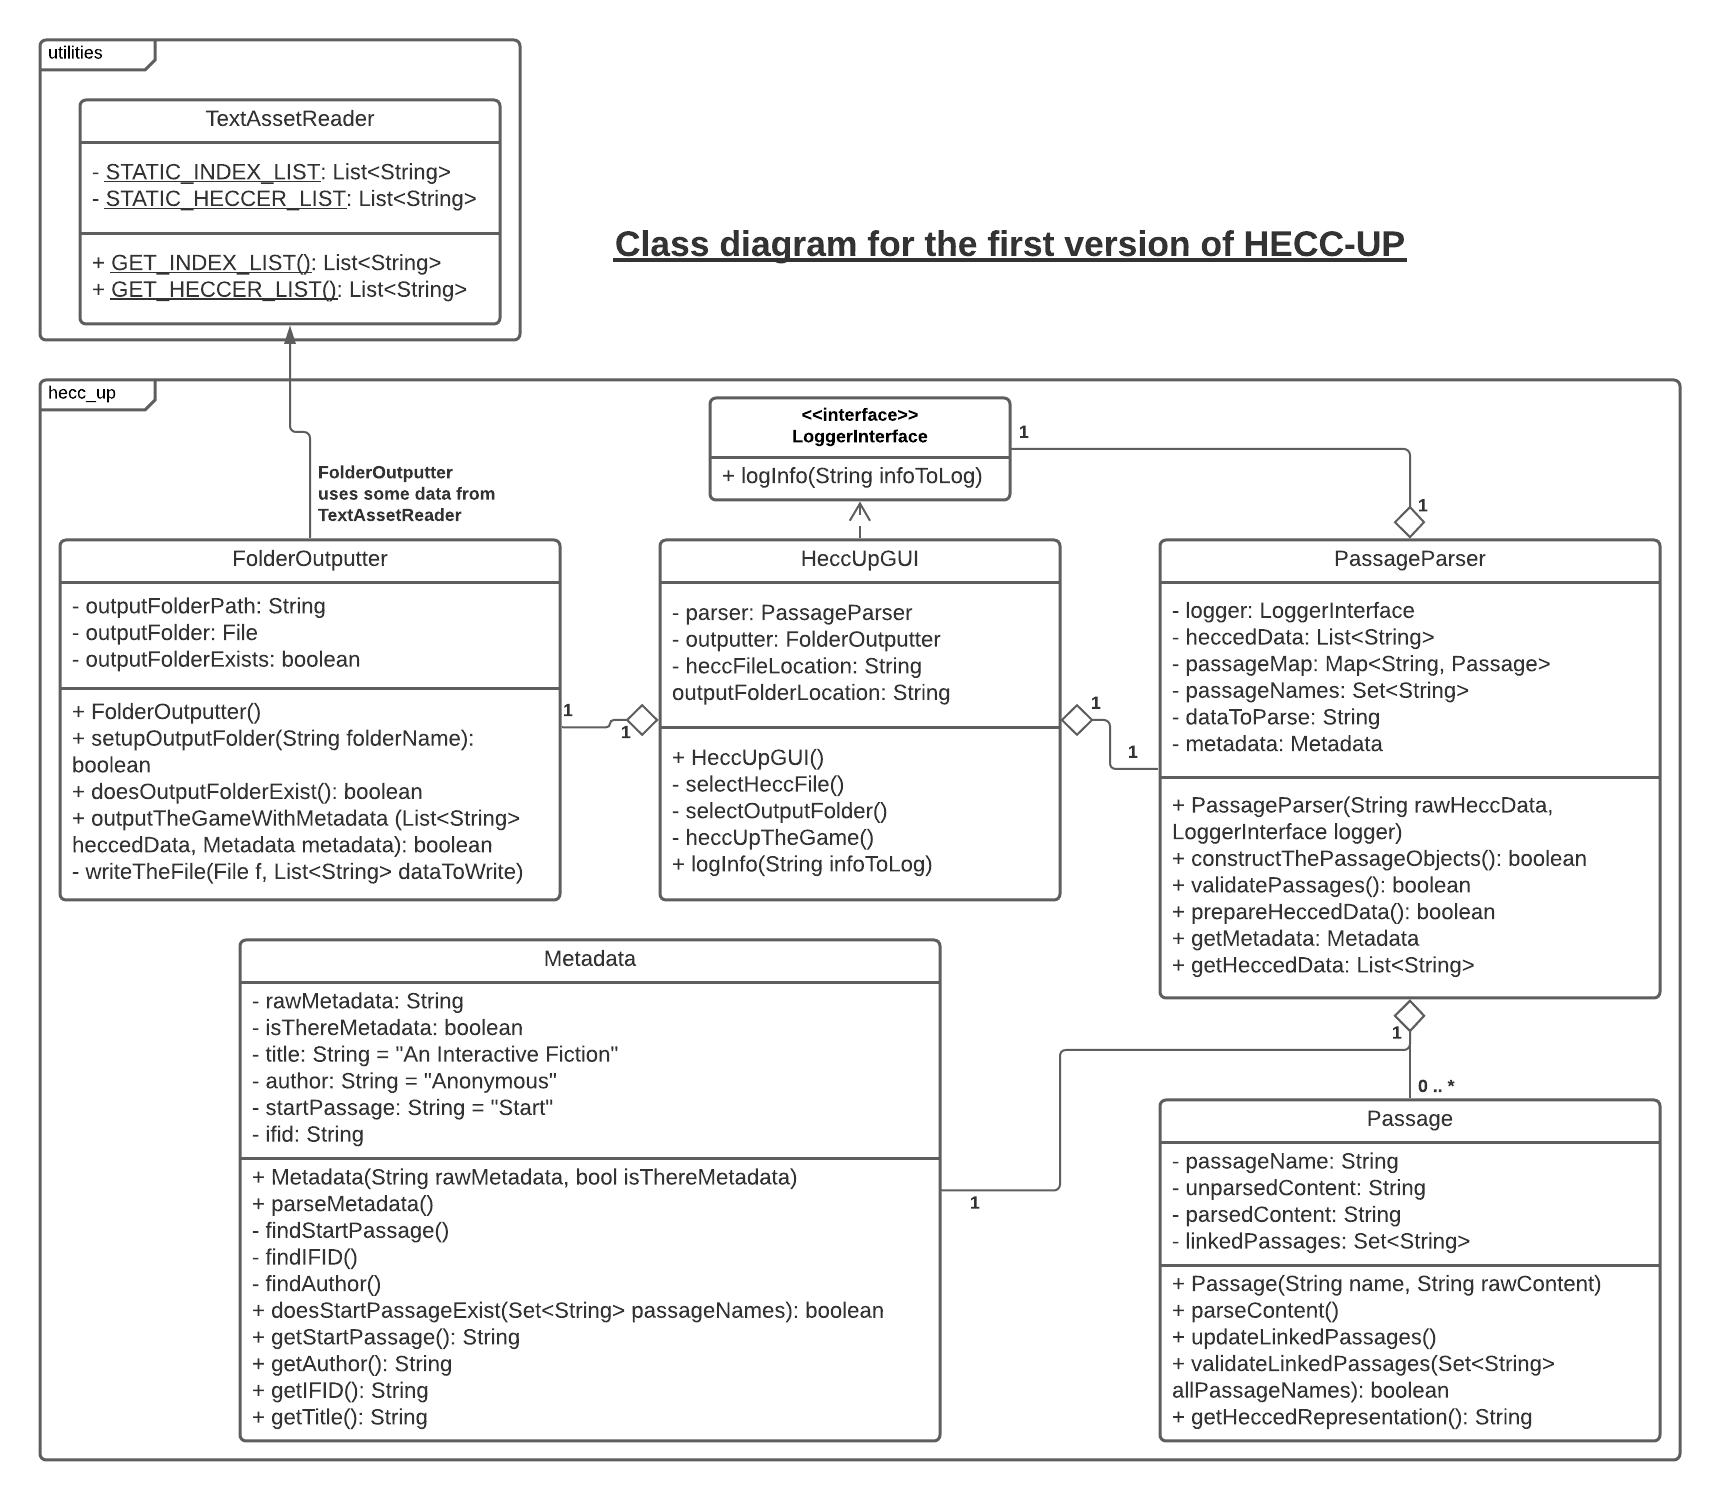 utilities
TextAssetReader
- STATIC_INDEX_LIST: List<String>
- STATIC_HECCER_LIST: List<String>
+ GET_INDEX_LIST(): List<String>
+ GET_HECCER_LIST(): List<String>
Class diagram for the first version of HECC-UP
hecc_up
<<interface>>
LoggerInterface
+ logInfo(String infoToLog)
1
1
FolderOutputter
uses some data from
TextAssetReader
FolderOutputter
- outputFolderPath: String
- outputFolder: File
- outputFolderExists: boolean
+ FolderOutputter()
+ setupOutputFolder(String folderName):
boolean
+ doesOutputFolderExist(): boolean
+ outputTheGameWithMetadata (List<String>
heccedData, Metadata metadata): boolean
- writeTheFile(File f, List<String> dataToWrite)
1
1
HeccUpGUI
- parser: PassageParser
- outputter: FolderOutputter
- heccFileLocation: String
outputFolderLocation: String
+ HeccUpGUI()
- selectHeccFile()
- selectOutputFolder()
- heccUpTheGame()
+ logInfo(String infoToLog)
1
1
PassageParser
- logger: LoggerInterface
- heccedData: List<String>
- passageMap: Map<String, Passage>
- passageNames: Set<String>
- dataToParse: String
- metadata: Metadata
+ PassageParser(String rawHeccData,
LoggerInterface logger)
+ constructThePassageObjects(): boolean
+ validatePassages(): boolean
+ prepareHeccedData(): boolean
+ getMetadata: Metadata
+ getHeccedData: List<String>
1
0 .. *
Metadata
- rawMetadata: String
- isThereMetadata: boolean
- title: String = "An Interactive Fiction"
- author: String = "Anonymous"
- startPassage: String = "Start"
- ifid: String
+ Metadata(String rawMetadata, bool isThereMetadata)
+ parseMetadata()
- findStartPassage()
- findIFID()
- findAuthor()
+ doesStartPassageExist(Set<String> passageNames): boolean
+ getStartPassage(): String
+ getAuthor(): String
+ getIFID(): String
+ getTitle(): String
1
Passage
- passageName: String
- unparsedContent: String
- parsedContent: String
- linkedPassages: Set<String>
+ Passage(String name, String rawContent)
+ parseContent()
+ updateLinkedPassages()
+ validateLinkedPassages(Set<String>
allPassageNames): boolean
+ getHeccedRepresentation(): String